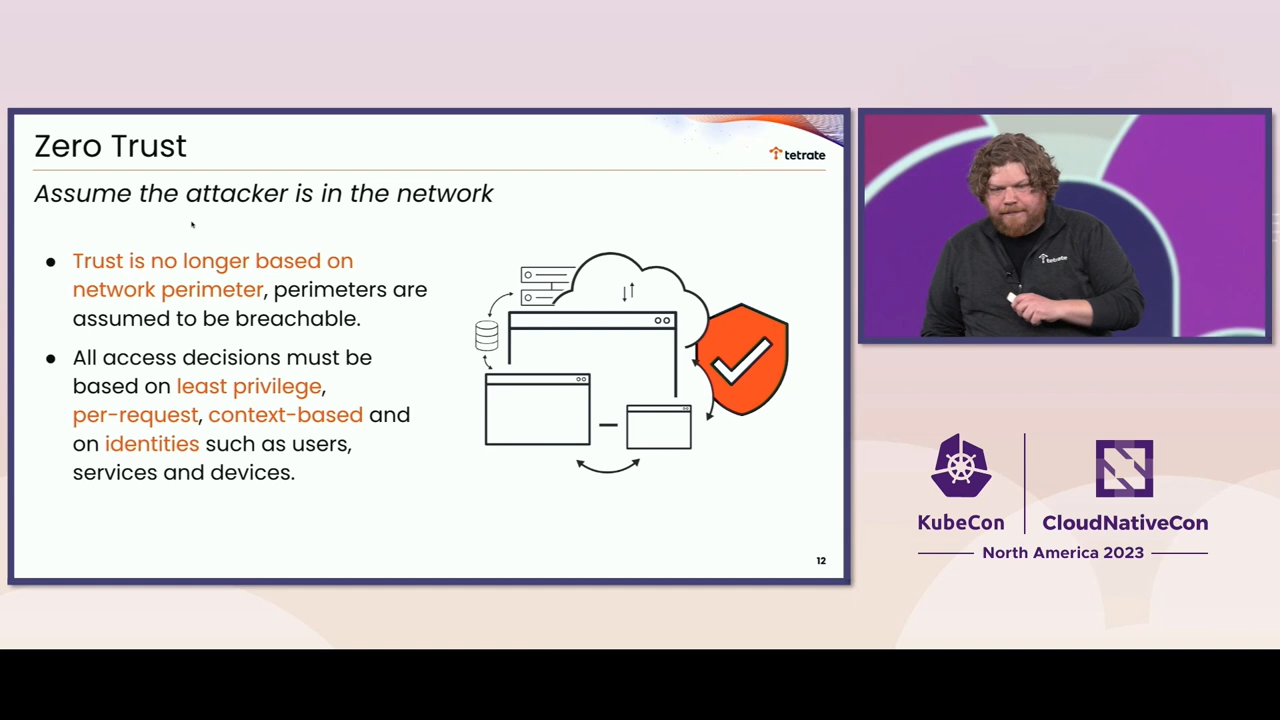 Zero Trust
tetrate
Assume the attacker is in the network
● Trust is no longer based on
network perimeter, perimeters are
assumed to be breachable.
● All access decisions must be
based on least privilege,
per-request, context-based and
on identities such as users,
services and devices.
12
tetrate
KubeCon
CloudNativeCon
North America 2023